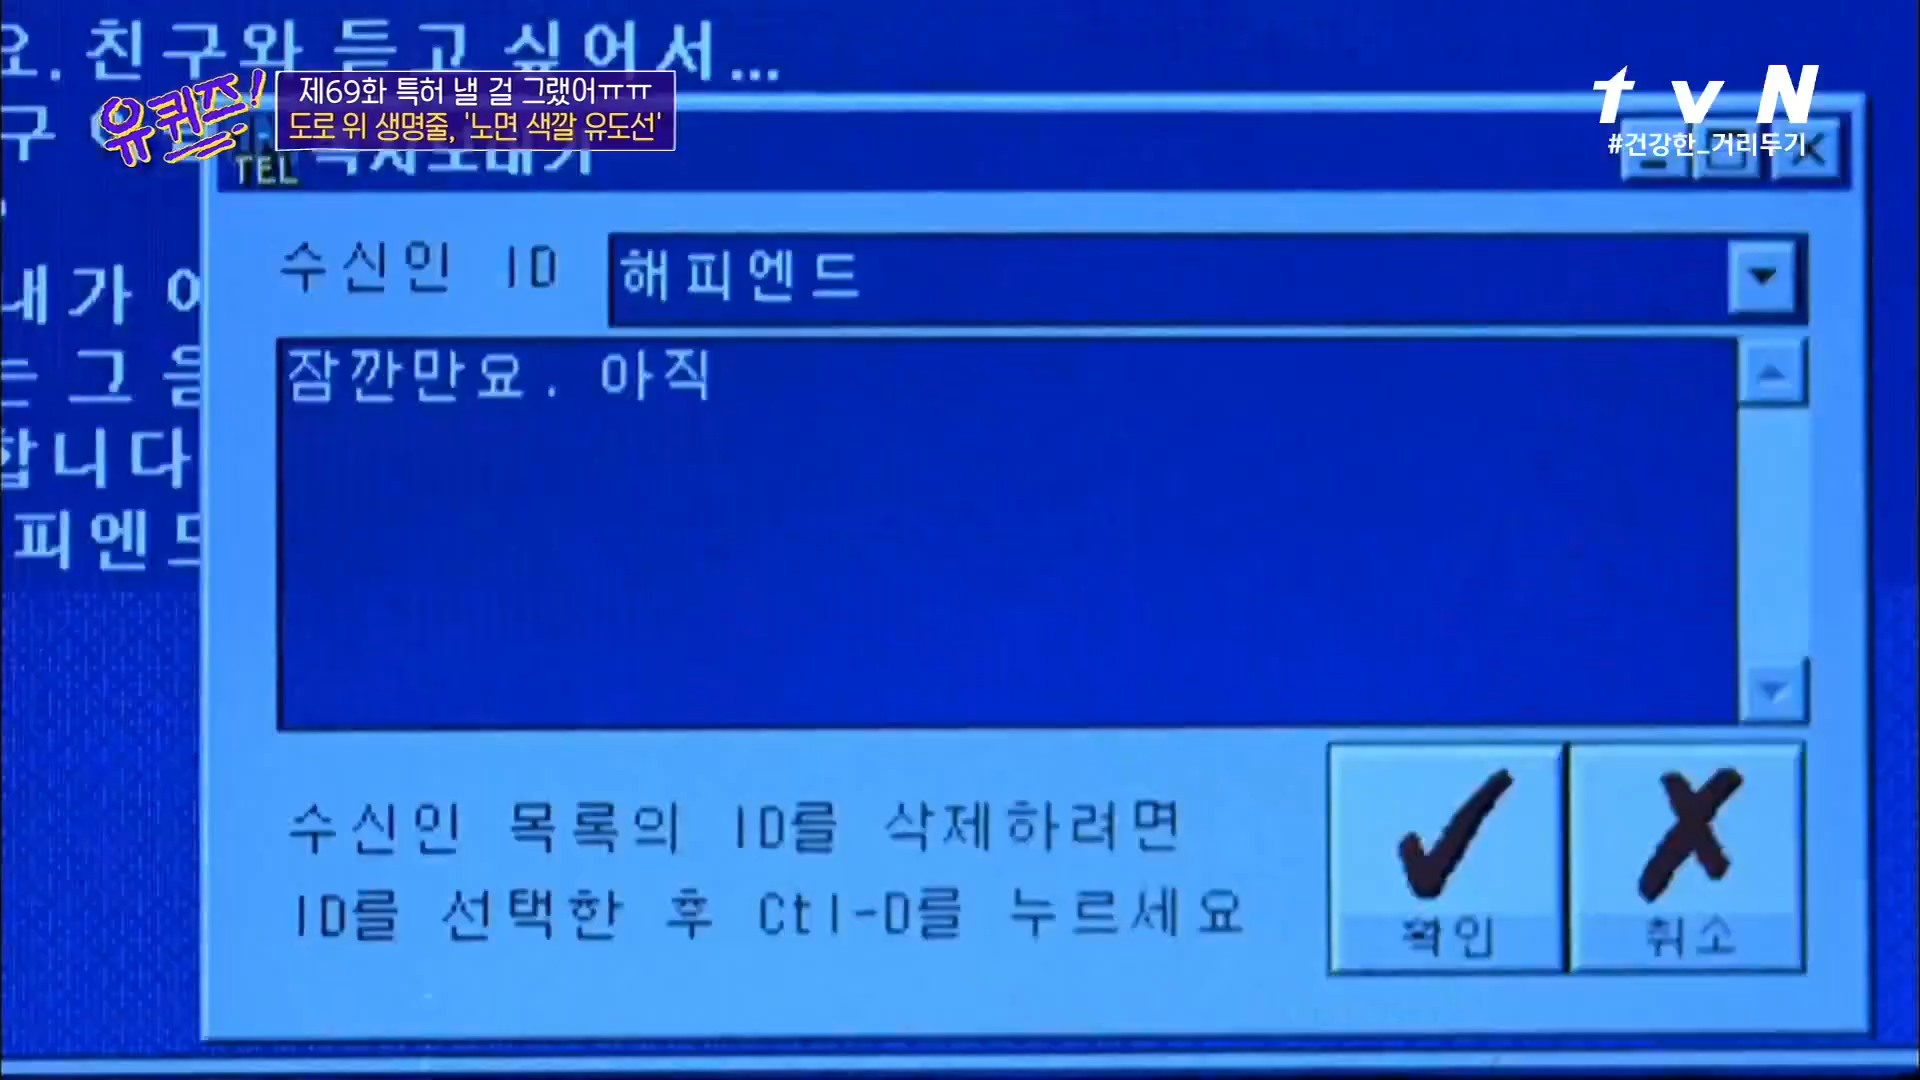 요. 친구와 듣고 싶어서...
유퀴즈!
제69화 특허 낼 걸 그랬어ㅠㅠ
도로 위 생명줄, '노면 색깔 유도선'
tvN
#건강한_거리두기
구
TEL
내가
는 그
합니다
피엔드
수신인 ID 해피엔드
잠깐만요. 아직
수신인 목록의 ID를 삭제하려면
ID를 선택한 후 Ctl-D를 누르세요
확인
취소